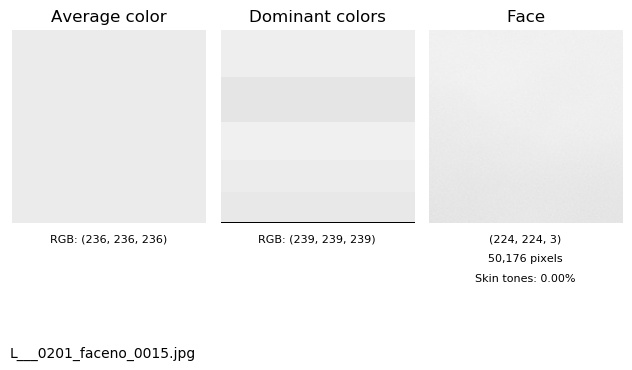 Average color
Dominant colors
Face
RGB: (236, 236, 236)
RGB: (239, 239, 239)
(224, 224, 3)
50,176 pixels
Skin tones: 0.00%
L___0201_faceno_0015.jpg